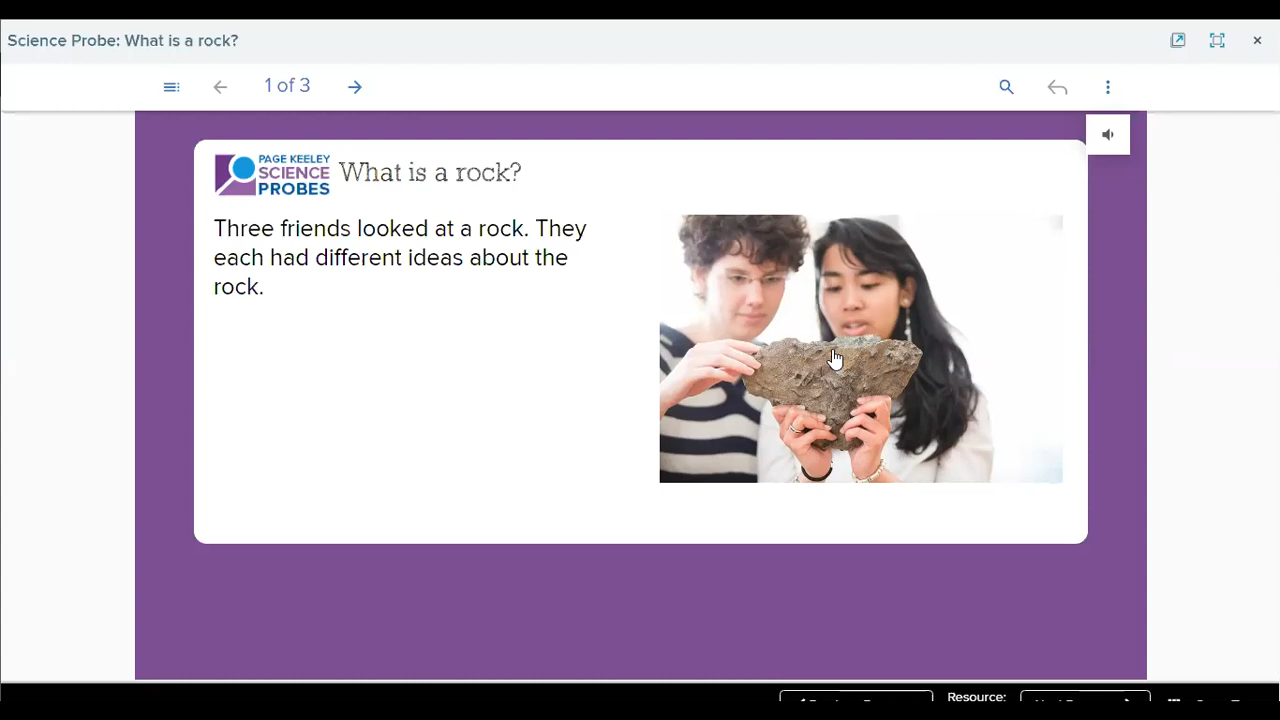 Science Probe: What is a rock?
1 of 3
PAGE KEELEY
SCIENCE
PROBES
What is a rock?
Three friends looked at a rock. They
each had different ideas about the
rock.
Resource: